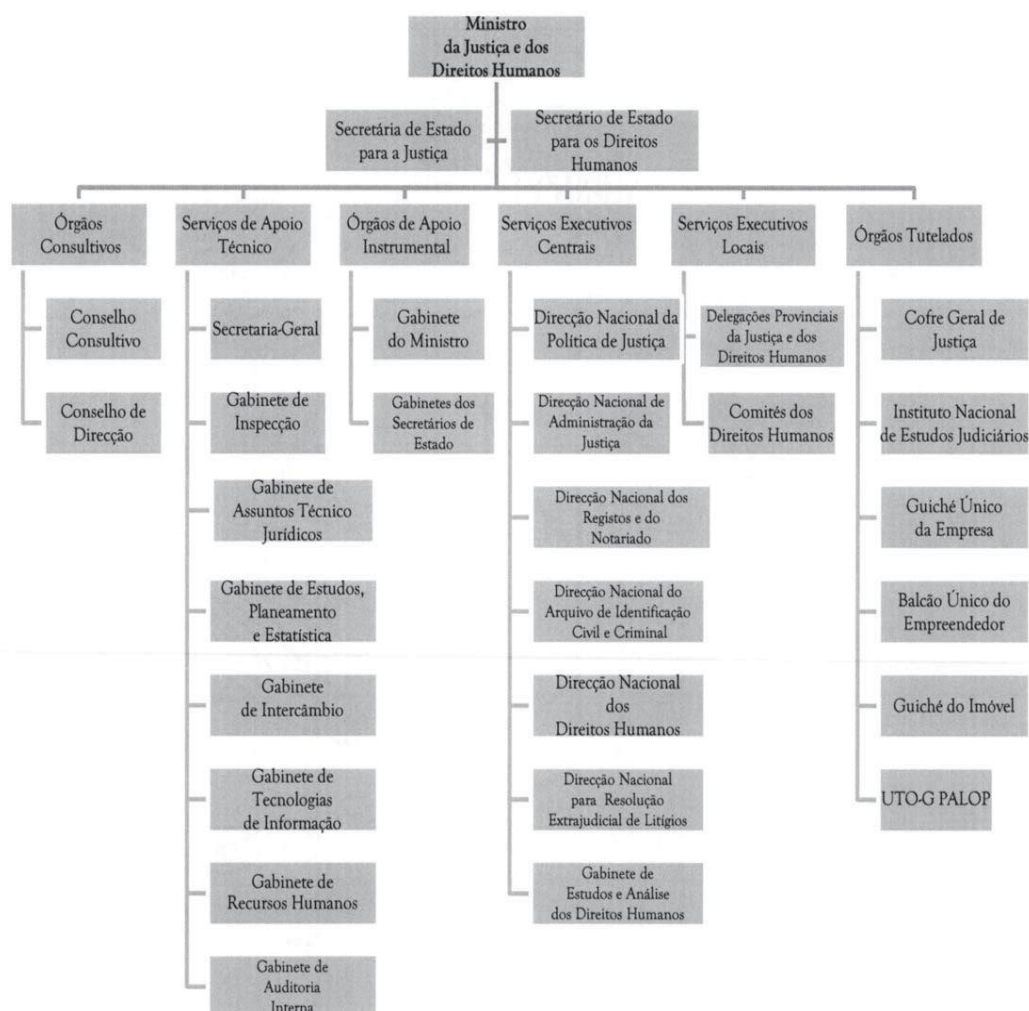 Ministro
da Justiça e dos
Direitos Humanos
Secretária de Estado
para a Justiça
Secretário de Estado
para os Direitos
Humanos
Órgãos
Consultivos
Conselho
Consultivo
Conselho de
Direcção
Serviços de Apoio
Técnico
Secretaria-Geral
Gabinete de
Inspecção
Gabinete de
Assuntos Técnico
Jurídicos
Gabinete de Estudos,
Planeamento
e Estatística
Gabinete
de Intercâmbio
Gabinete de
Tecnologias
de Informação
Gabinete de
Recursos Humanos
Gabinete de
Auditoria
Interna
Órgãos de Apoio
Instrumental
Gabinete
do Ministro
Gabinetes dos
Secretários de
Estado
Serviços Executivos
Centrais
Direcção Nacional da
Política de Justiça
Direcção Nacional de
Administração da
Justiça
Direcção Nacional dos
Registos e do
Notariado
Direcção Nacional do
Arquivo de Identificação
Civil e Criminal
Direcção Nacional
dos
Direitos Humanos
Direcção Nacional
para Resolução
Extrajudicial de Litígios
Gabinete de
Estudos e Análise
dos Direitos Humanos
Serviços Executivos
Locais
Delegações Provinciais
da Justiça e dos
Direitos Humanos
Comités dos
Direitos Humanos
Órgãos Tutelados
Cofre Geral de
Justiça
Instituto Nacional
de Estudos Judiciários
Guiché Único
da Empresa
Balcão Único do
Empreendedor
Guiché do Imóvel
UTO-G PALOP